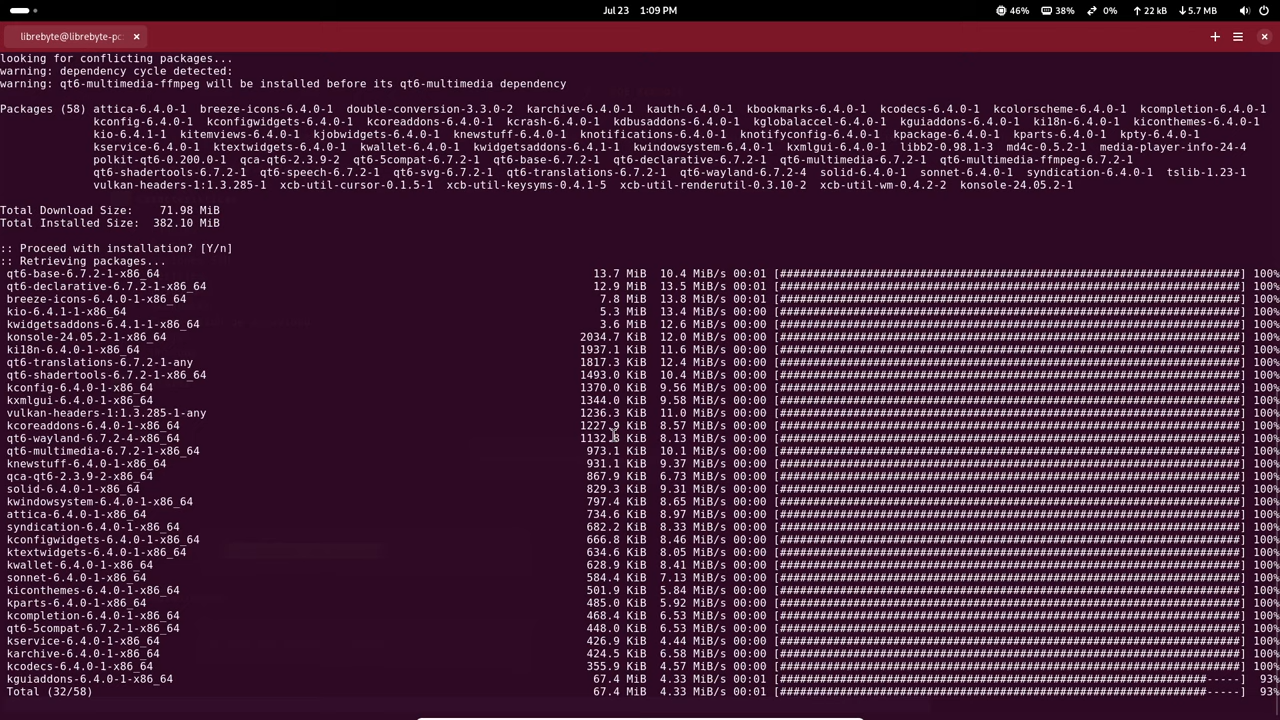 Jul 23 1:09 PM
46% 38% 0% 22 kB 5.7 MB
librebyte@librebyte-pc
looking for conflicting packages...
warning: dependency cycle detected:
warning: qt6-multimedia-ffmpeg will be installed before its qt6-multimedia dependency
Packages (58) attica-6.4.0-1 breeze-icons-6.4.0-1 double-conversion-3.3.0-2 karchive-6.4.0-1 kauth-6.4.0-1 kbookmarks-6.4.0-1 kcodecs-6.4.0-1 kcolorscheme-6.4.0-1 kcompletion-6.4.0-1
kconfig-6.4.0-1 kconfigwidgets-6.4.0-1 kcoreaddons-6.4.0-1 kcrash-6.4.0-1 kdbusaddons-6.4.0-1 kglobalaccel-6.4.0-1 kguiaddons-6.4.0-1 ki18n-6.4.0-1 kiconthemes-6.4.0-1
kio-6.4.1-1 kitemviews-6.4.0-1 kjobwidgets-6.4.0-1 knewstuff-6.4.0-1 knotifications-6.4.0-1 knotifyconfig-6.4.0-1 kpackage-6.4.0-1 kparts-6.4.0-1 kpty-6.4.0-1
kservice-6.4.0-1 ktextwidgets-6.4.0-1 kwallet-6.4.0-1 kwidgetsaddons-6.4.1-1 kwindowsystem-6.4.0-1 kxmlgui-6.4.0-1 libb2-0.98.1-3 md4c-0.5.2-1 media-player-info-24-4
polkit-qt6-0.200.0-1 qca-qt6-2.3.9-2 qt6-5compat-6.7.2-1 qt6-base-6.7.2-1 qt6-declarative-6.7.2-1 qt6-multimedia-6.7.2-1 qt6-multimedia-ffmpeg-6.7.2-1
qt6-shadertools-6.7.2-1 qt6-speech-6.7.2-1 qt6-svg-6.7.2-1 qt6-translations-6.7.2-1 qt6-wayland-6.7.2-4 solid-6.4.0-1 sonnet-6.4.0-1 syndication-6.4.0-1 tslib-1.23-1
vulkan-headers-1:1.3.285-1 xcb-util-cursor-0.1.5-1 xcb-util-keysyms-0.4.1-5 xcb-util-renderutil-0.3.10-2 xcb-util-wm-0.4.2-2 konsole-24.05.2-1
Total Download Size: 71.98 MiB
Total Installed Size: 382.10 MiB
:: Proceed with installation? [Y/n]
:: Retrieving packages...
qt6-base-6.7.2-1-x86_64 13.7 MiB 10.4 MiB/s 00:01 [######################################################################] 100%
qt6-declarative-6.7.2-1-x86_64 12.9 MiB 13.5 MiB/s 00:01 [######################################################################] 100%
breeze-icons-6.4.0-1-x86_64 7.8 MiB 13.8 MiB/s 00:01 [######################################################################] 100%
kio-6.4.1-1-x86_64 5.3 MiB 13.4 MiB/s 00:00 [######################################################################] 100%
kwidgetsaddons-6.4.1-1-x86_64 3.6 MiB 12.6 MiB/s 00:00 [######################################################################] 100%
konsole-24.05.2-1-x86_64 2034.7 KiB 12.0 MiB/s 00:00 [######################################################################] 100%
ki18n-6.4.0-1-x86_64 1937.1 KiB 11.6 MiB/s 00:00 [######################################################################] 100%
qt6-translations-6.7.2-1-any 1817.3 KiB 12.4 MiB/s 00:00 [######################################################################] 100%
qt6-shadertools-6.7.2-1-x86_64 1493.0 KiB 10.4 MiB/s 00:00 [######################################################################] 100%
kconfig-6.4.0-1-x86_64 1370.0 KiB 9.56 MiB/s 00:00 [######################################################################] 100%
kxmlgui-6.4.0-1-x86_64 1344.0 KiB 9.58 MiB/s 00:00 [######################################################################] 100%
vulkan-headers-1:1.3.285-1-any 1236.3 KiB 11.0 MiB/s 00:00 [######################################################################] 100%
kcoreaddons-6.4.0-1-x86_64 1227.9 KiB 8.57 MiB/s 00:00 [######################################################################] 100%
qt6-wayland-6.7.2-4-x86_64 1132.8 KiB 8.13 MiB/s 00:00 [######################################################################] 100%
qt6-multimedia-6.7.2-1-x86_64 973.1 KiB 10.1 MiB/s 00:00 [######################################################################] 100%
knewstuff-6.4.0-1-x86_64 931.1 KiB 9.37 MiB/s 00:00 [######################################################################] 100%
qca-qt6-2.3.9-2-x86_64 867.9 KiB 6.73 MiB/s 00:00 [######################################################################] 100%
solid-6.4.0-1-x86_64 829.3 KiB 9.31 MiB/s 00:00 [######################################################################] 100%
kwindowsystem-6.4.0-1-x86_64 797.4 KiB 8.65 MiB/s 00:00 [######################################################################] 100%
attica-6.4.0-1-x86_64 734.6 KiB 8.97 MiB/s 00:00 [######################################################################] 100%
syndication-6.4.0-1-x86_64 682.2 KiB 8.33 MiB/s 00:00 [######################################################################] 100%
kconfigwidgets-6.4.0-1-x86_64 666.8 KiB 8.46 MiB/s 00:00 [######################################################################] 100%
ktextwidgets-6.4.0-1-x86_64 634.6 KiB 8.05 MiB/s 00:00 [######################################################################] 100%
kwallet-6.4.0-1-x86_64 628.9 KiB 8.41 MiB/s 00:00 [######################################################################] 100%
sonnet-6.4.0-1-x86_64 584.4 KiB 7.13 MiB/s 00:00 [######################################################################] 100%
kiconthemes-6.4.0-1-x86_64 501.9 KiB 5.84 MiB/s 00:00 [######################################################################] 100%
kparts-6.4.0-1-x86_64 485.0 KiB 5.92 MiB/s 00:00 [######################################################################] 100%
kcompletion-6.4.0-1-x86_64 468.4 KiB 6.53 MiB/s 00:00 [######################################################################] 100%
qt6-5compat-6.7.2-1-x86_64 448.0 KiB 6.53 MiB/s 00:00 [######################################################################] 100%
kservice-6.4.0-1-x86_64 426.9 KiB 4.44 MiB/s 00:00 [######################################################################] 100%
karchive-6.4.0-1-x86_64 424.5 KiB 6.58 MiB/s 00:00 [######################################################################] 100%
kcodecs-6.4.0-1-x86_64 355.9 KiB 4.57 MiB/s 00:00 [######################################################################] 100%
kguiaddons-6.4.0-1-x86_64 67.4 MiB 4.33 MiB/s 00:01 [#################################################################-----] 93%
Total (32/58) 67.4 MiB 4.33 MiB/s 00:01 [#################################################################-----] 93%